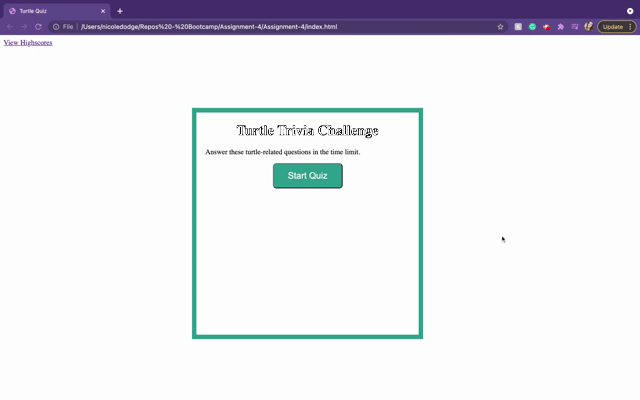 Turtle Quiz
File
/Users/nicoledodge/Repos%20-%20Bootcamp/Assignment-4/Assignment-4/index.html
Update
View Highscores
Turtle Trivia Challenge
Answer these turtle-related questions in the time limit.
Start Quiz